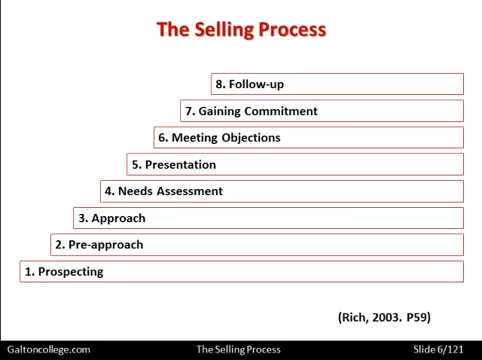 The Selling Process
8. Follow-up
7. Gaining Commitment
6. Meeting Objections
5. Presentation
4. Needs Assessment
3. Approach
2. Pre-approach
1. Prospecting
(Rich, 2003. P59)
Galtoncollege.com The Selling Process Slide 6/121